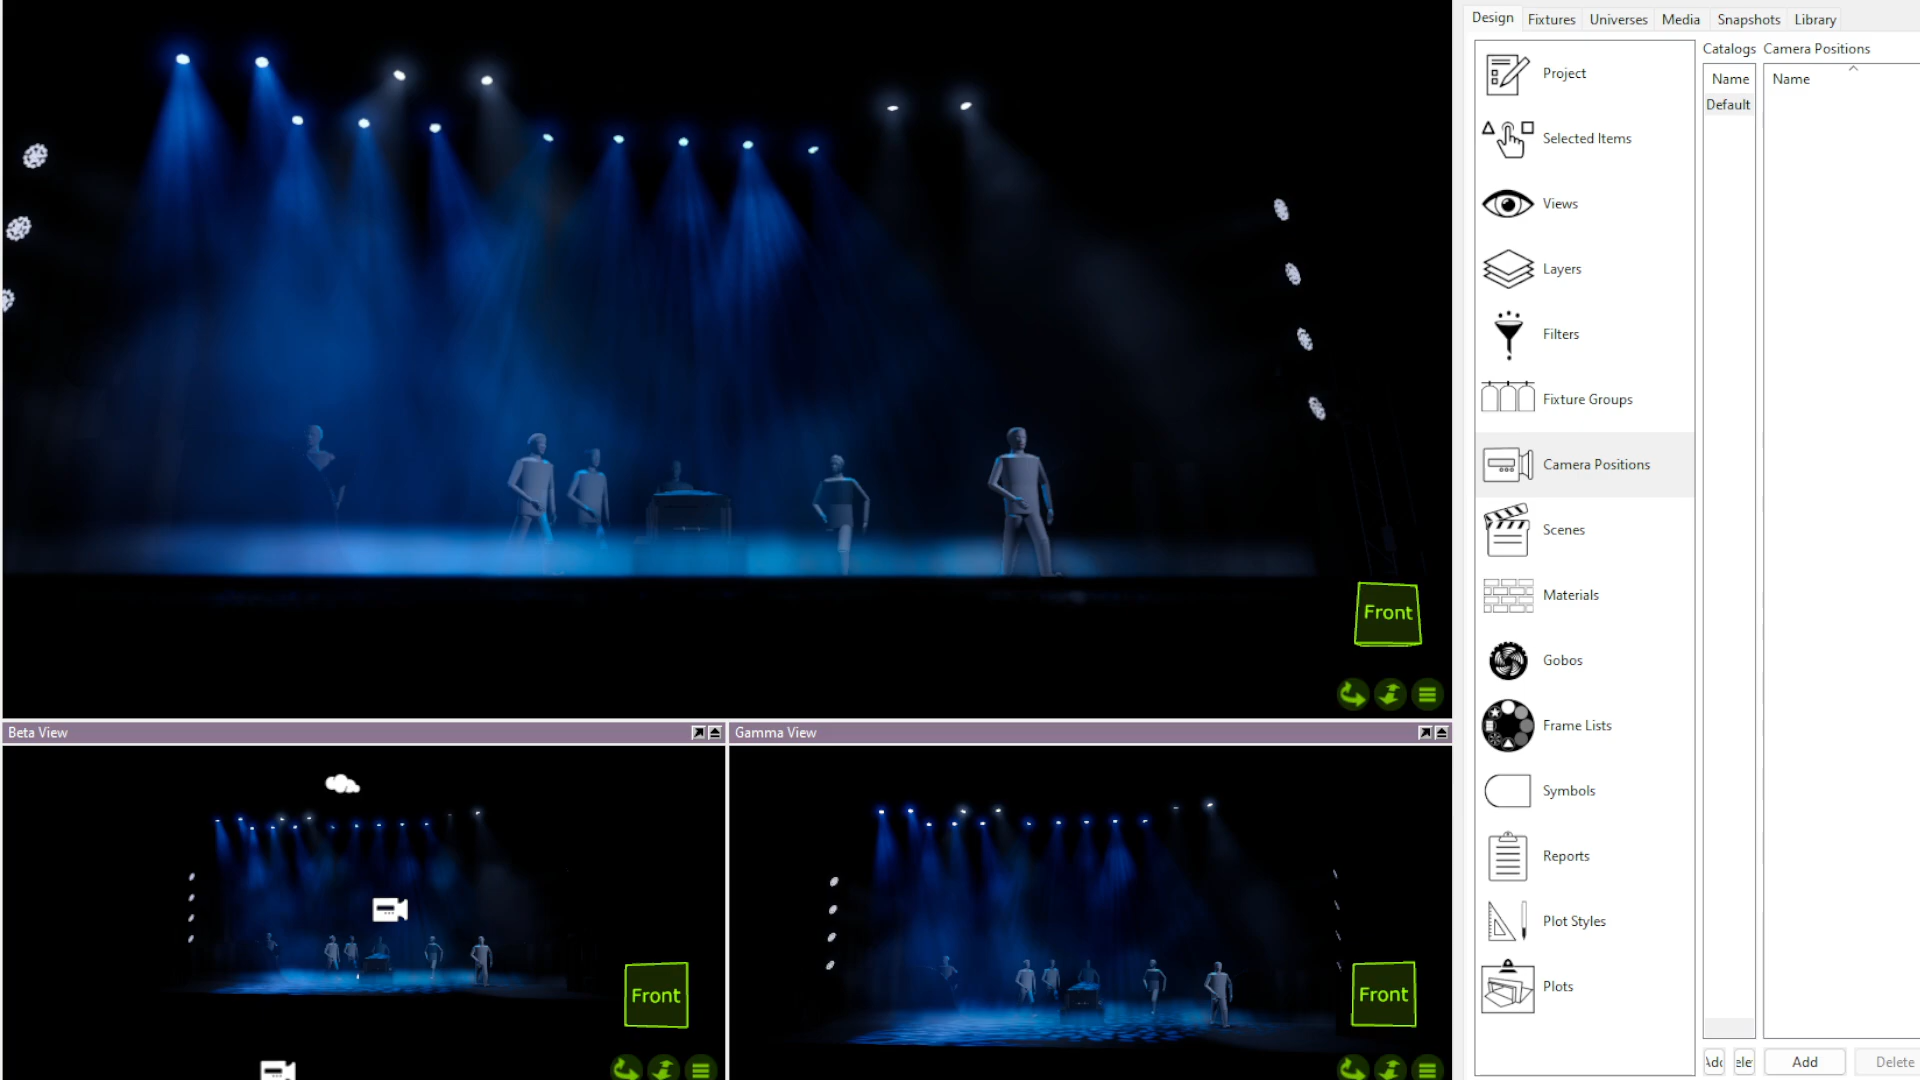 Design Fixtures Universes Media Snapshots Library
Catalogs Camera Positions
Name Name
Default
Project
Selected Items
Views
Layers
Filters
Fixture Groups
Camera Positions
Scenes
Materials
Gobos
Frame Lists
Symbols
Reports
Plot Styles
Plots
Add Delete
Front
Beta View
Front
Gamma View
Front